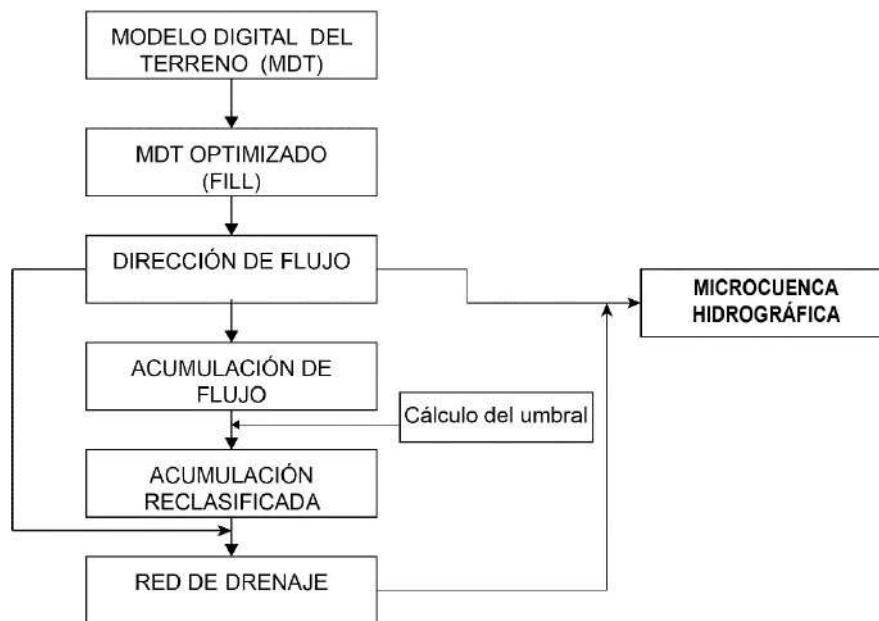 MODELO DIGITAL DEL
TERRENO (MDT)
MDT OPTIMIZADO
(FILL)
DIRECCIÓN DE FLUJO
MICROCUENCA
HIDROGRÁFICA
ACUMULACIÓN DE
FLUJO
Cálculo del umbral
ACUMULACIÓN
RECLASIFICADA
RED DE DRENAJE